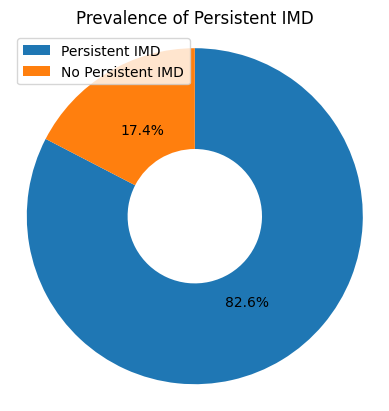 Prevalence of Persistent IMD
Persistent IMD
No Persistent IMD
17.4%
82.6%